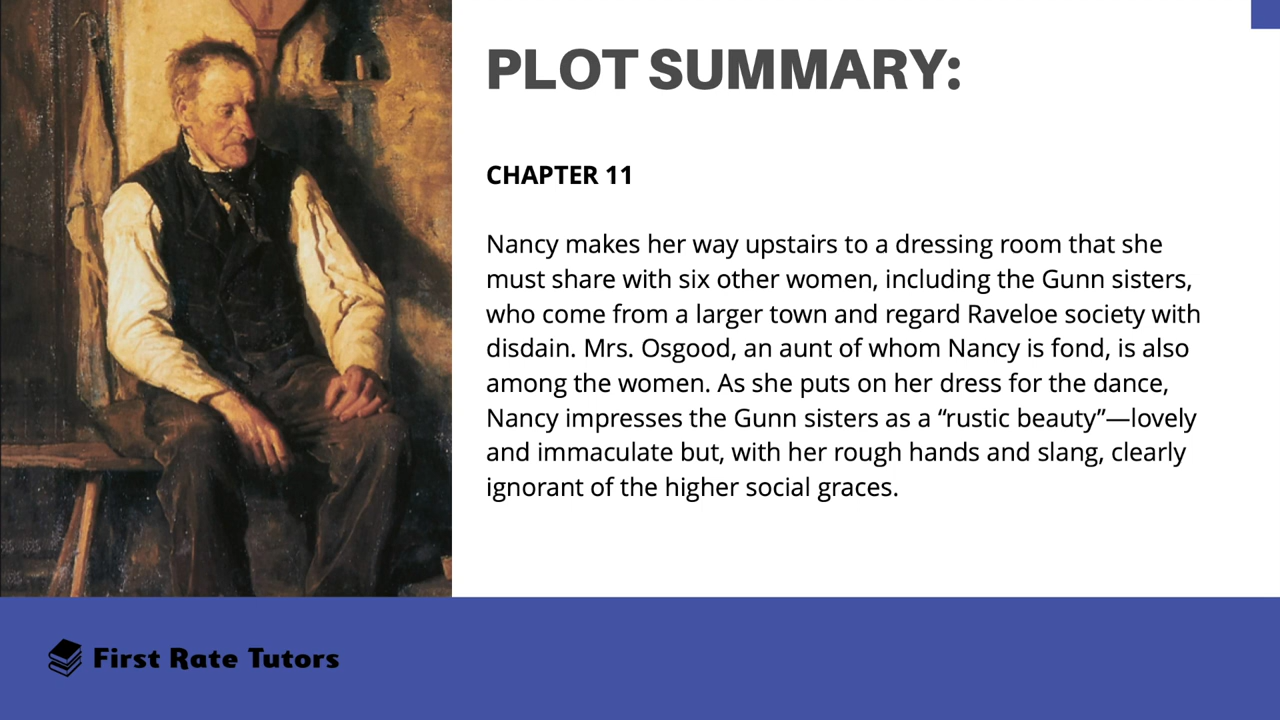 PLOT SUMMARY:
CHAPTER 11
Nancy makes her way upstairs to a dressing room that she
must share with six other women, including the Gunn sisters,
who come from a larger town and regard Raveloe society with
disdain. Mrs. Osgood, an aunt of whom Nancy is fond, is also
among the women. As she puts on her dress for the dance,
Nancy impresses the Gunn sisters as a “rustic beauty”—lovely
and immaculate but, with her rough hands and slang, clearly
ignorant of the higher social graces.
First Rate Tutors